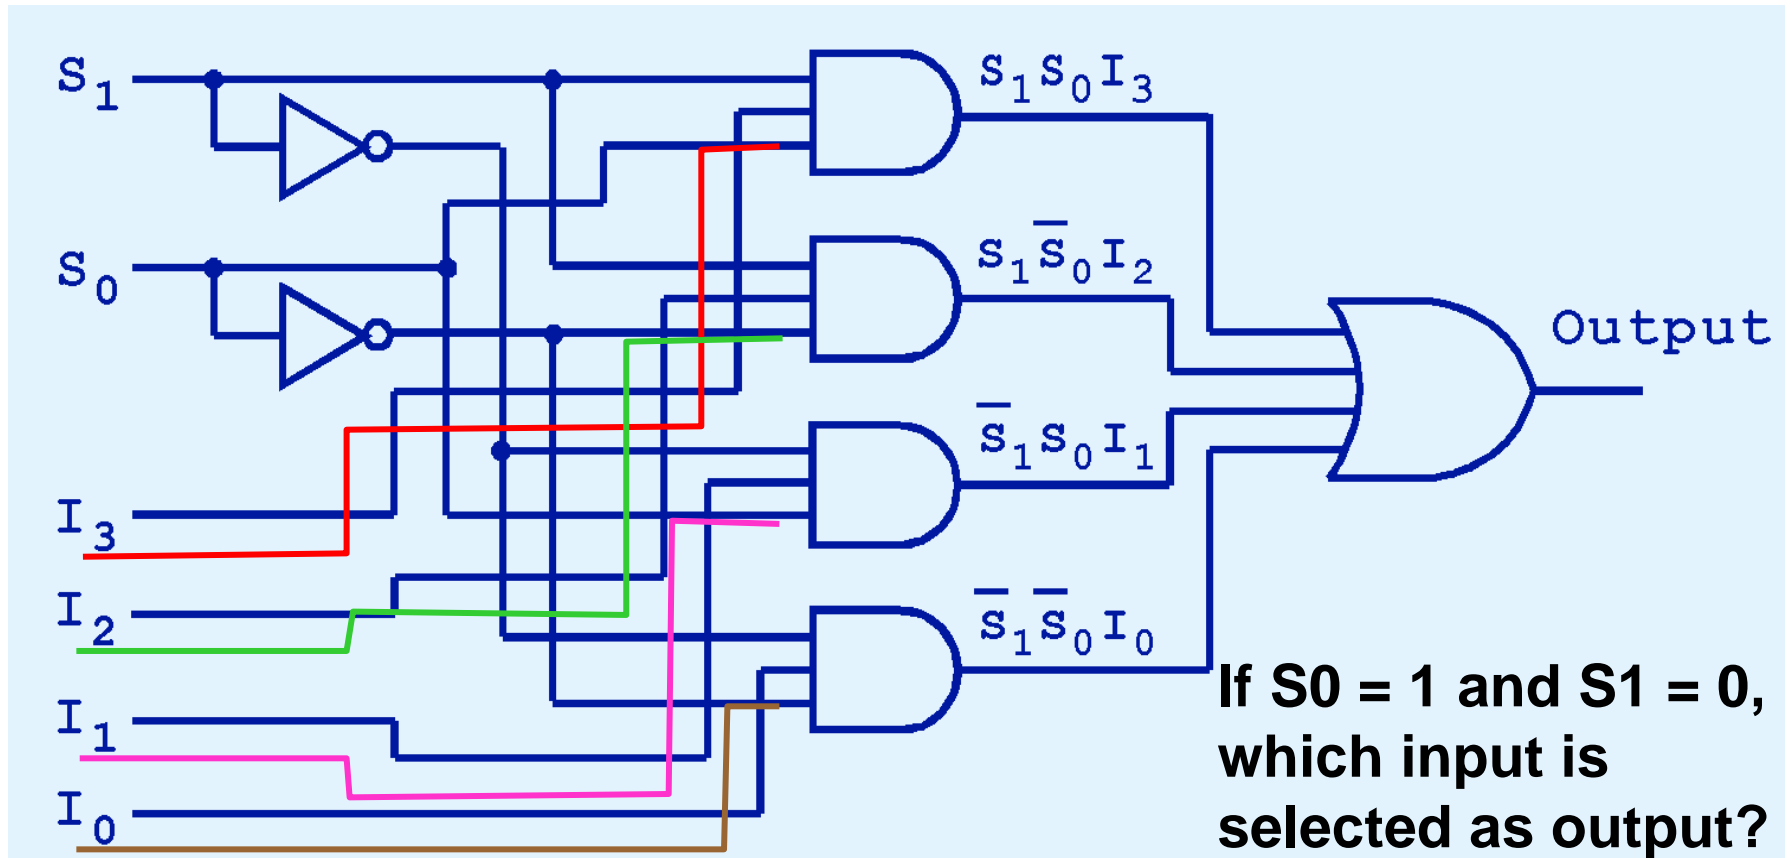 S₁
S₁S₀I₃
S₀
S₁S̅₀I₂
Output
S̅₁S₀I₁
I₃
I₂
S̅₁S̅₀I₀
I₁
I₀
If S0 = 1 and S1 = 0,
which input is
selected as output?